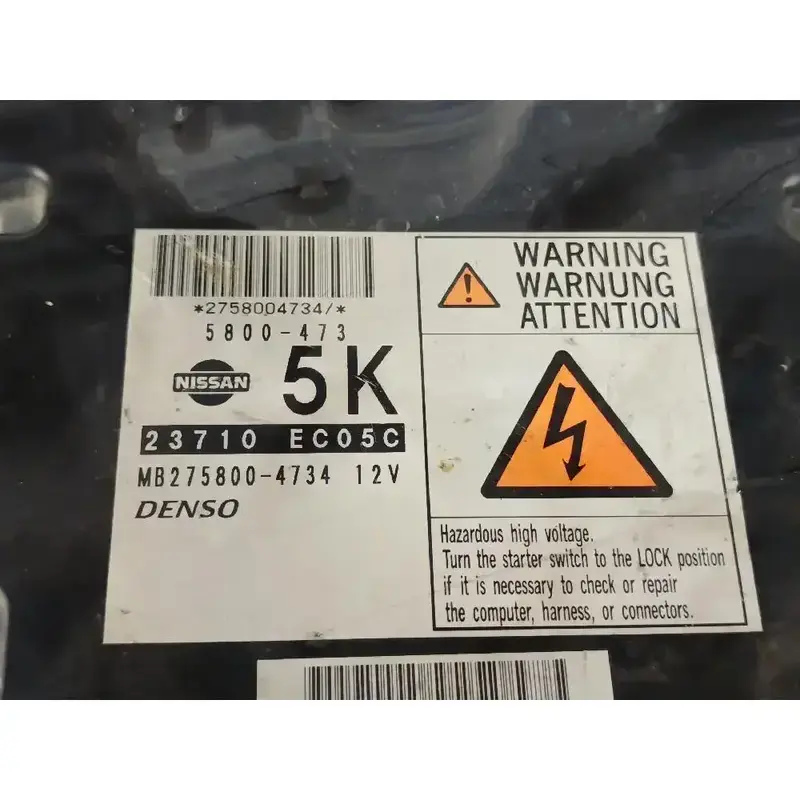 *2758004734/*
5800-473
NISSAN
5K
23710 EC05C
MB275800-4734 12V
DENSO
WARNING
WARNUNG
ATTENTION
Hazardous high voltage.
Turn the starter switch to the LOCK position
if it is necessary to check or repair
the computer, harness, or connectors.